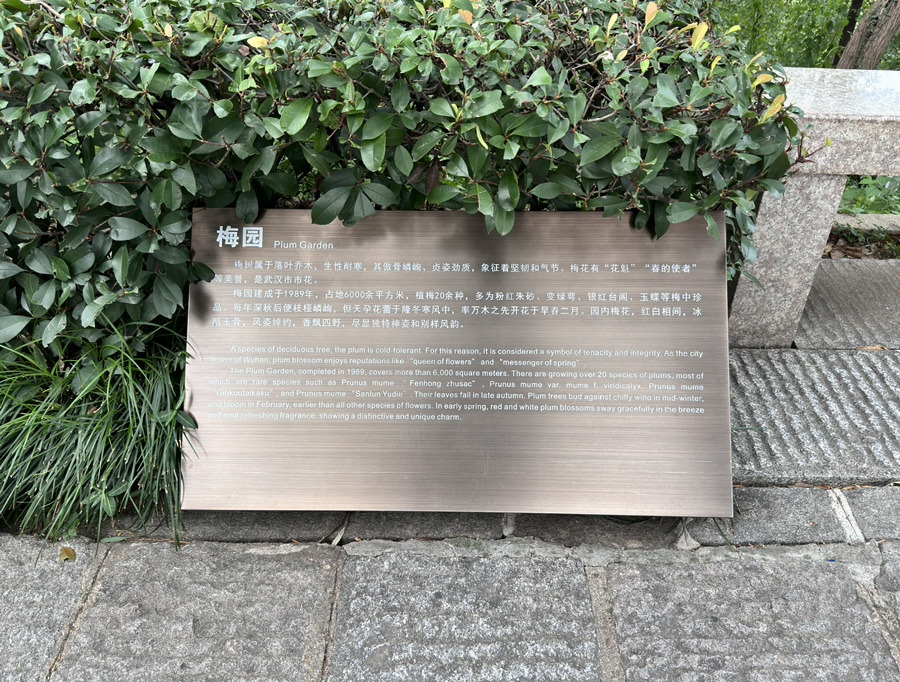 梅园 Plum Garden
梅树属于落叶乔木，生性耐寒，其傲骨嶙峋、贞姿劲质，象征着坚韧和气节。梅花有“花魁”“春的使者”
等美誉，是武汉市市花。
梅园建成于1989年，占地6000余平方米，植梅20余种，多为粉红朱砂、变绿萼、银红台阁、玉蝶等梅中珍
品。每年深秋后便枝桠嶙峋，但天孕花蕾于隆冬寒风中，率万木之先开花于早春二月。园内梅花，红白相间，冰
肌玉骨，风姿绰约，香飘四野，尽显独特神姿和别样风韵。
A species of deciduous tree, the plum is cold-tolerant. For this reason, it is considered a symbol of tenacity and integrity. As the city
flower of Wuhan, plum blossom enjoys reputations like “queen of flowers” and “messenger of spring”.
The Plum Garden, completed in 1989, covers more than 6,000 square meters. There are growing over 20 species of plums, most of
which are rare species such as Prunus mume “Fenhong zhusac”, Prunus mume var. mume f. viridicalyx, Prunus mume
, and Prunus mume “Sanlun Yudie”. Their leaves fall in late autumn. Plum trees bud against chilly wind in mid-winter,
and bloom in February, earlier than all other species of flowers. In early spring, red and white plum blossoms sway gracefully in the breeze
amid refreshing fragrance, showing a distinctive and unique charm.